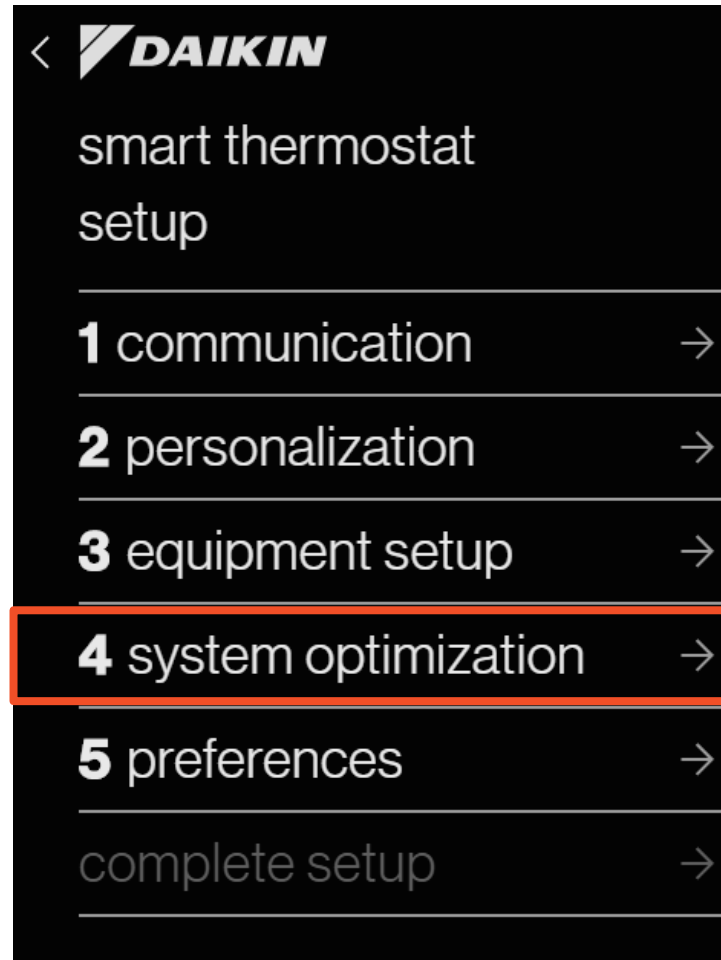 DAIKIN
smart thermostat
setup
1 communication
2 personalization
3 equipment setup
4 system optimization
5 preferences
complete setup